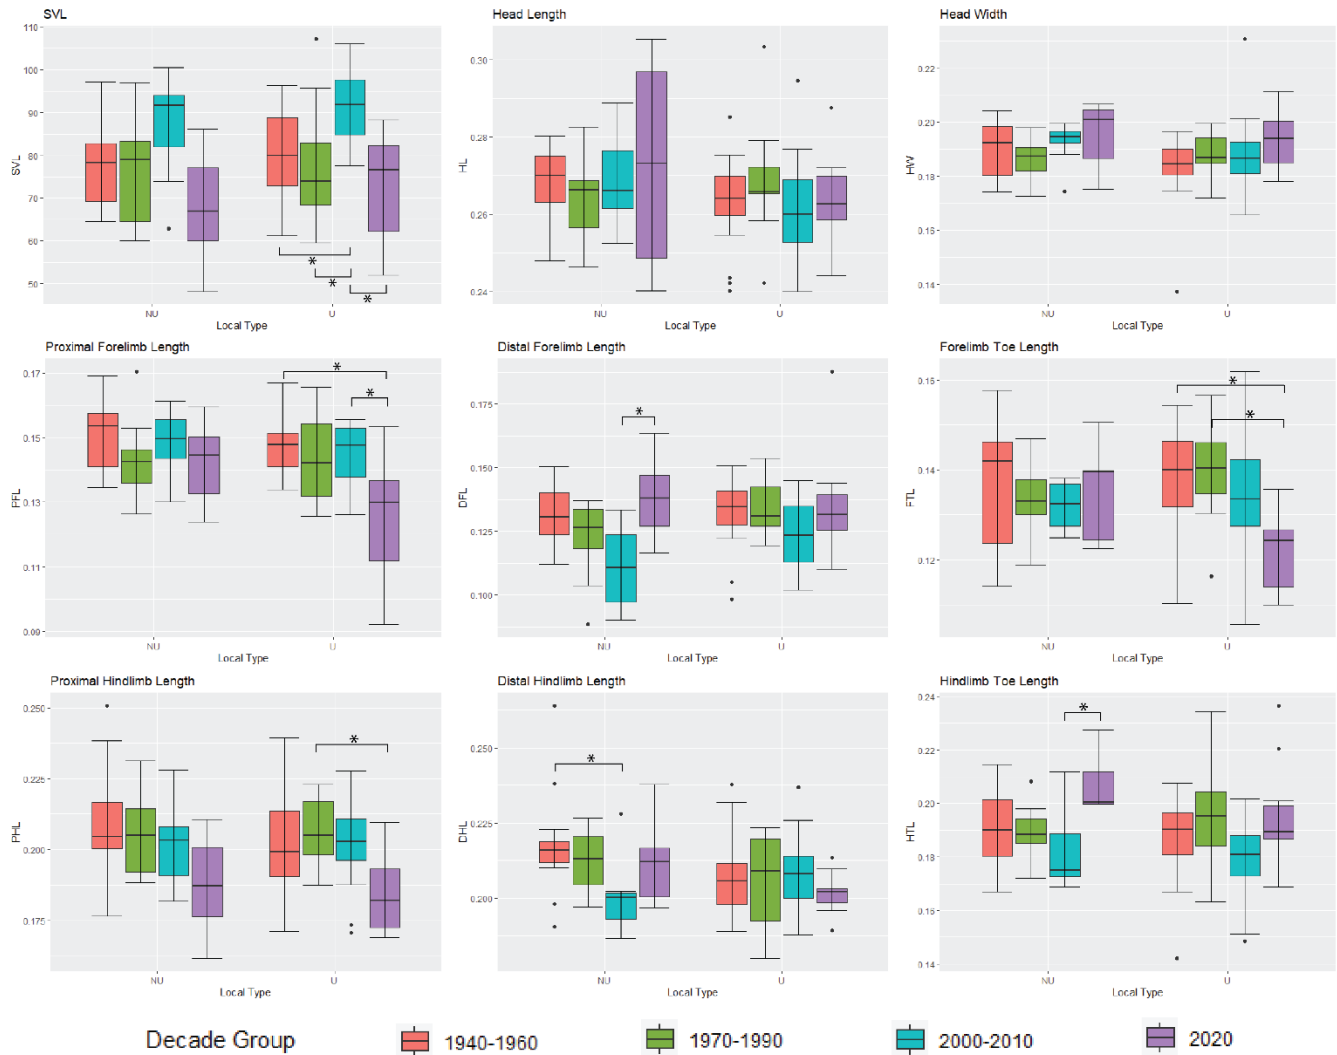 SVL
110
100
90
80
70
60
50
SVL
NU
U
Local Type
*
*
*
Head Length
0.30
0.28
0.26
0.24
HL
NU
U
Local Type
Head Width
0.22
0.20
0.18
0.15
0.14
HW
NU
U
Local Type
Proximal Forelimb Length
0.17
0.15
0.13
0.11
0.09
PFL
NU
U
Local Type
*
*
Distal Forelimb Length
0.175
0.150
0.125
0.100
DFL
NU
U
Local Type
*
Forelimb Toe Length
0.15
0.14
0.12
FTL
NU
U
Local Type
*
*
Proximal Hindlimb Length
0.250
0.225
0.200
0.175
PHL
NU
U
Local Type
*
Distal Hindlimb Length
0.250
0.225
0.200
DHL
NU
U
Local Type
*
Hindlimb Toe Length
0.24
0.22
0.20
0.18
0.16
0.14
HTL
NU
U
Local Type
*
Decade Group 1940-1960 1970-1990 2000-2010 2020